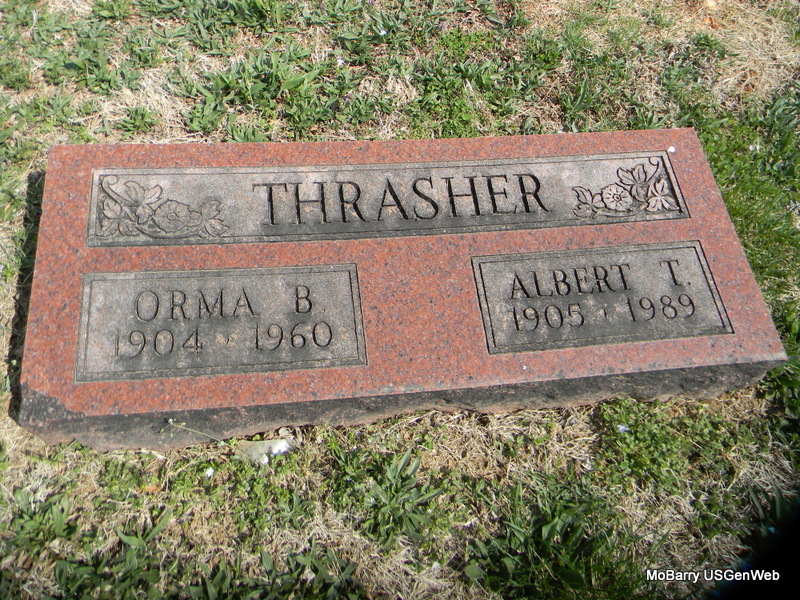 THRASHER
ORMA B.
1904 - 1960
ALBERT T.
1905 - 1989
MoBarry USGenWeb